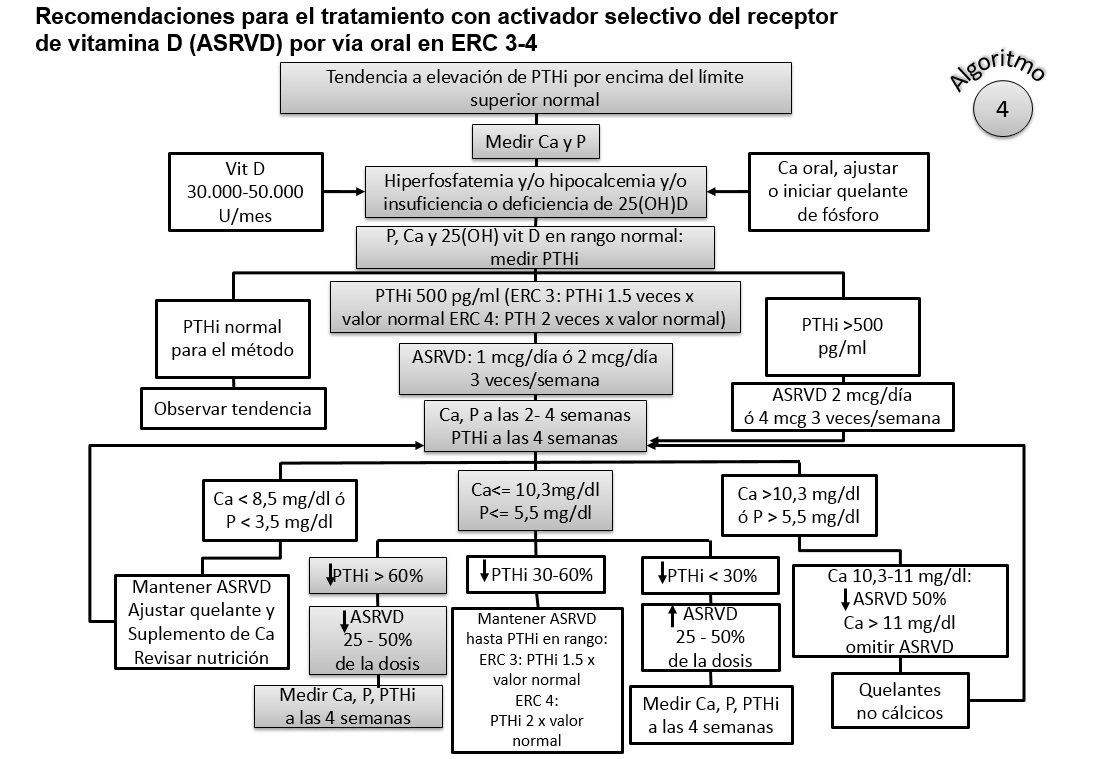 Recomendaciones para el tratamiento con activador selectivo del receptor
de vitamina D (ASRVD) por vía oral en ERC 3-4
Algoritmo
4
Tendencia a elevación de PTHi por encima del límite
superior normal
Medir Ca y P
Vit D
30.000-50.000
U/mes
Hiperfosfatemia y/o hipocalcemia y/o
insuficiencia o deficiencia de 25(OH)D
Ca oral, ajustar
o iniciar quelante
de fósforo
P, Ca y 25(OH) vit D en rango normal:
medir PTHi
PTHi normal
para el método
PTHi 500 pg/ml (ERC 3: PTHi 1.5 veces x
valor normal ERC 4: PTH 2 veces x valor normal)
PTHi >500
pg/ml
Observar tendencia
ASRVD: 1 mcg/día ó 2 mcg/día
3 veces/semana
ASRVD 2 mcg/día
ó 4 mcg 3 veces/semana
Ca, P a las 2- 4 semanas
PTHi a las 4 semanas
Ca < 8,5 mg/dl ó
P < 3,5 mg/dl
Ca<= 10,3mg/dl
P<= 5,5 mg/dl
Ca >10,3 mg/dl
ó P > 5,5 mg/dl
Mantener ASRVD
Ajustar quelante y
Suplemento de Ca
Revisar nutrición
↓PTHi > 60%
↓ASRVD
25 - 50%
de la dosis
Medir Ca, P, PTHi
a las 4 semanas
↓PTHi 30-60%
Mantener ASRVD
hasta PTHi en rango:
ERC 3: PTHi 1.5 x
valor normal
ERC 4:
PTHi 2 x valor
normal
↓PTHi < 30%
↑ ASRVD
25 - 50%
de la dosis
Medir Ca, P, PTHi
a las 4 semanas
Ca 10,3-11 mg/dl:
↓ASRVD 50%
Ca > 11 mg/dl
omitir ASRVD
Quelantes
no cálcicos